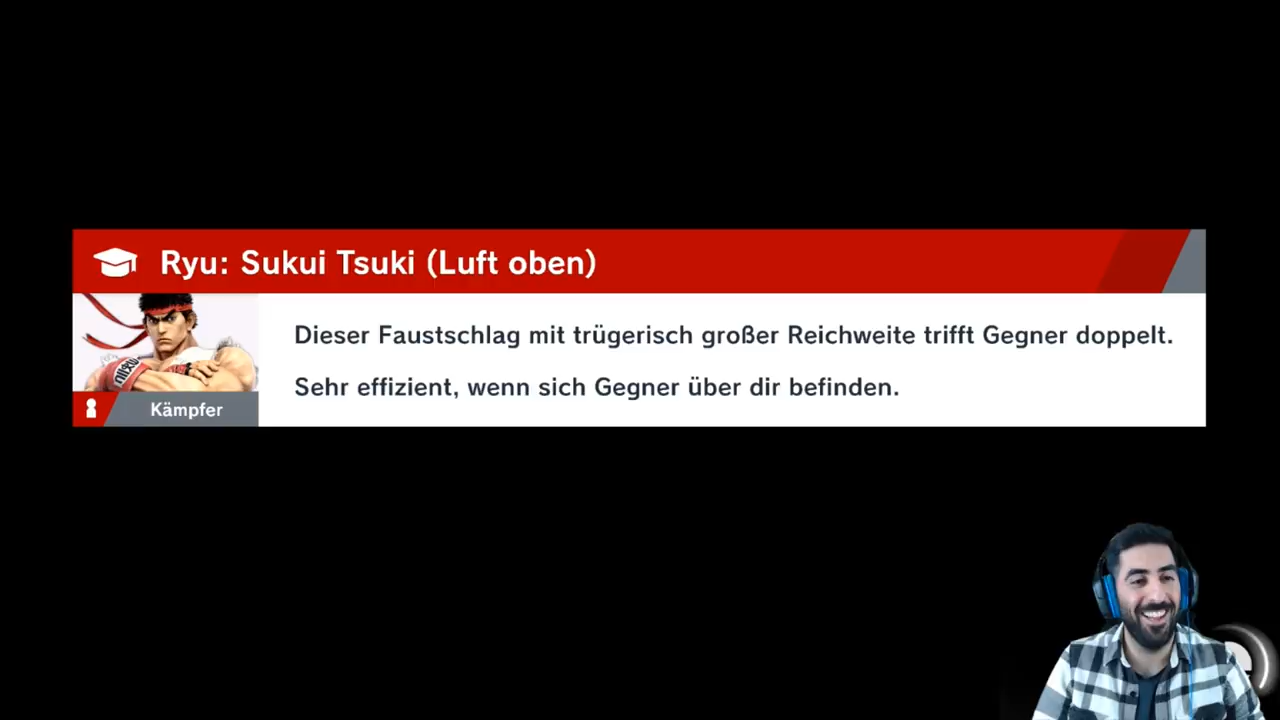 Ryu: Sukui Tsuki (Luft oben)
Dieser Faustschlag mit trügerisch großer Reichweite trifft Gegner doppelt.
Sehr effizient, wenn sich Gegner über dir befinden.
Kämpfer